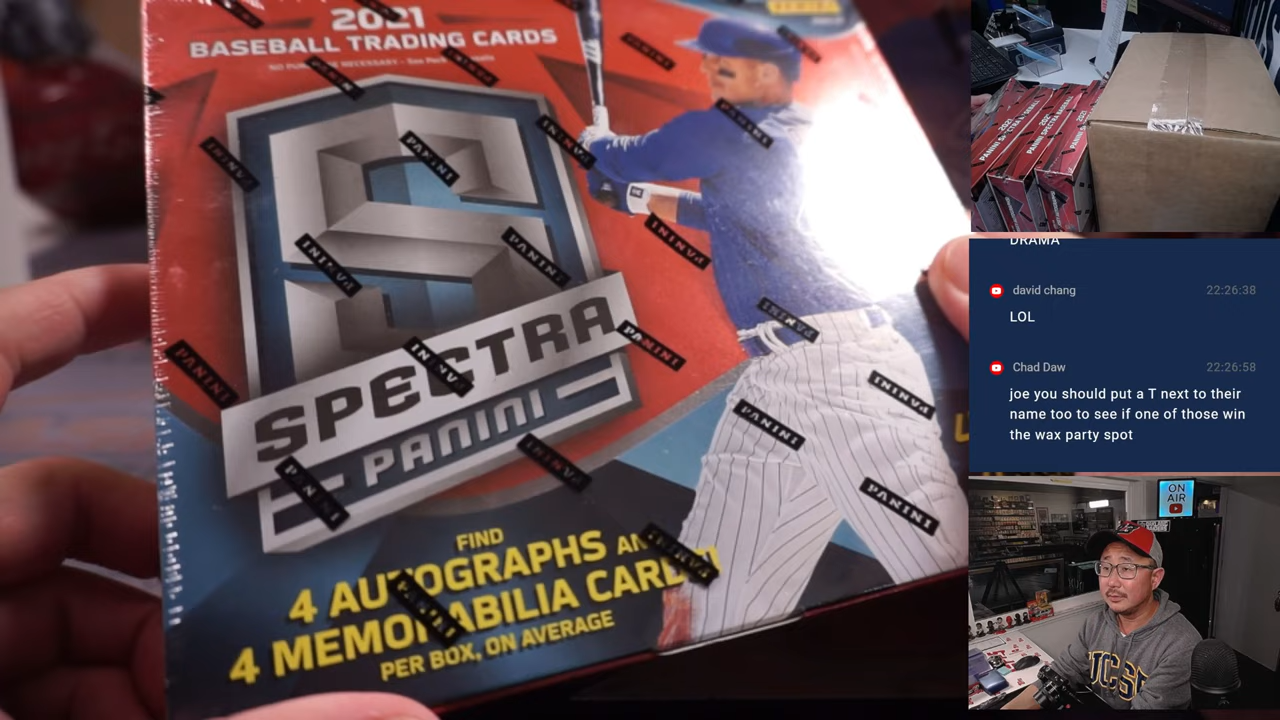 2021
BASEBALL TRADING CARDS
S
SPECTRA
PANINI
FIND
4 AUTOGRAPHS AND
4 MEMORABILIA CARDS
PER BOX, ON AVERAGE
PANINI
DRAMA
david chang 22:26:38
LOL
Chad Daw 22:26:58
joe you should put a T next to their
name too to see if one of those win
the wax party spot
ON
AIR
UCSD